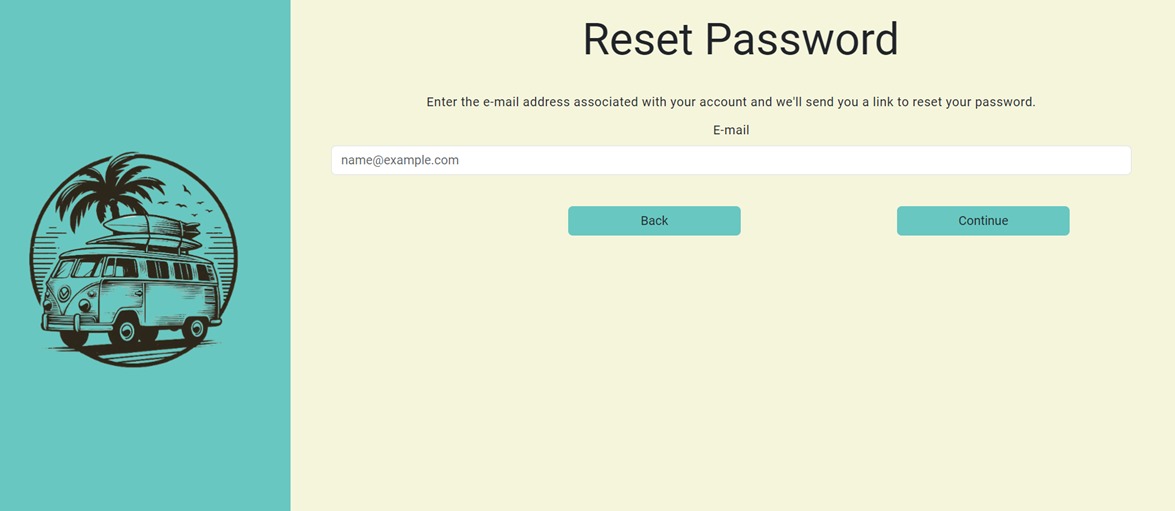 Reset Password
Enter the e-mail address associated with your account and we'll send you a link to reset your password.
E-mail
name@example.com
Back
Continue